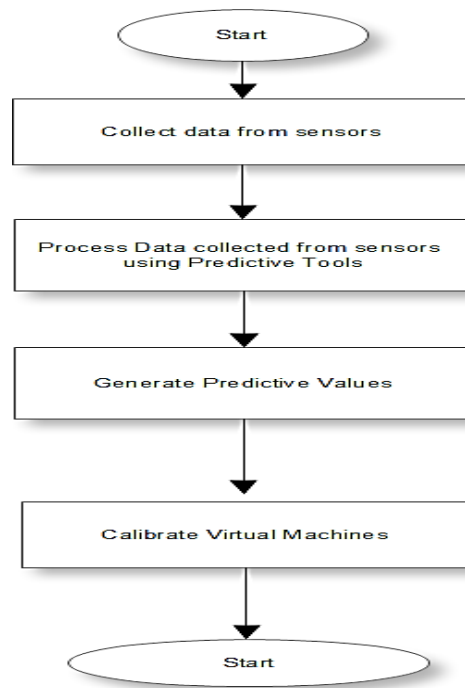 Start
Collect data from sensors
Process Data collected from sensors
using Predictive Tools
Generate Predictive Values
Calibrate Virtual Machines
Start